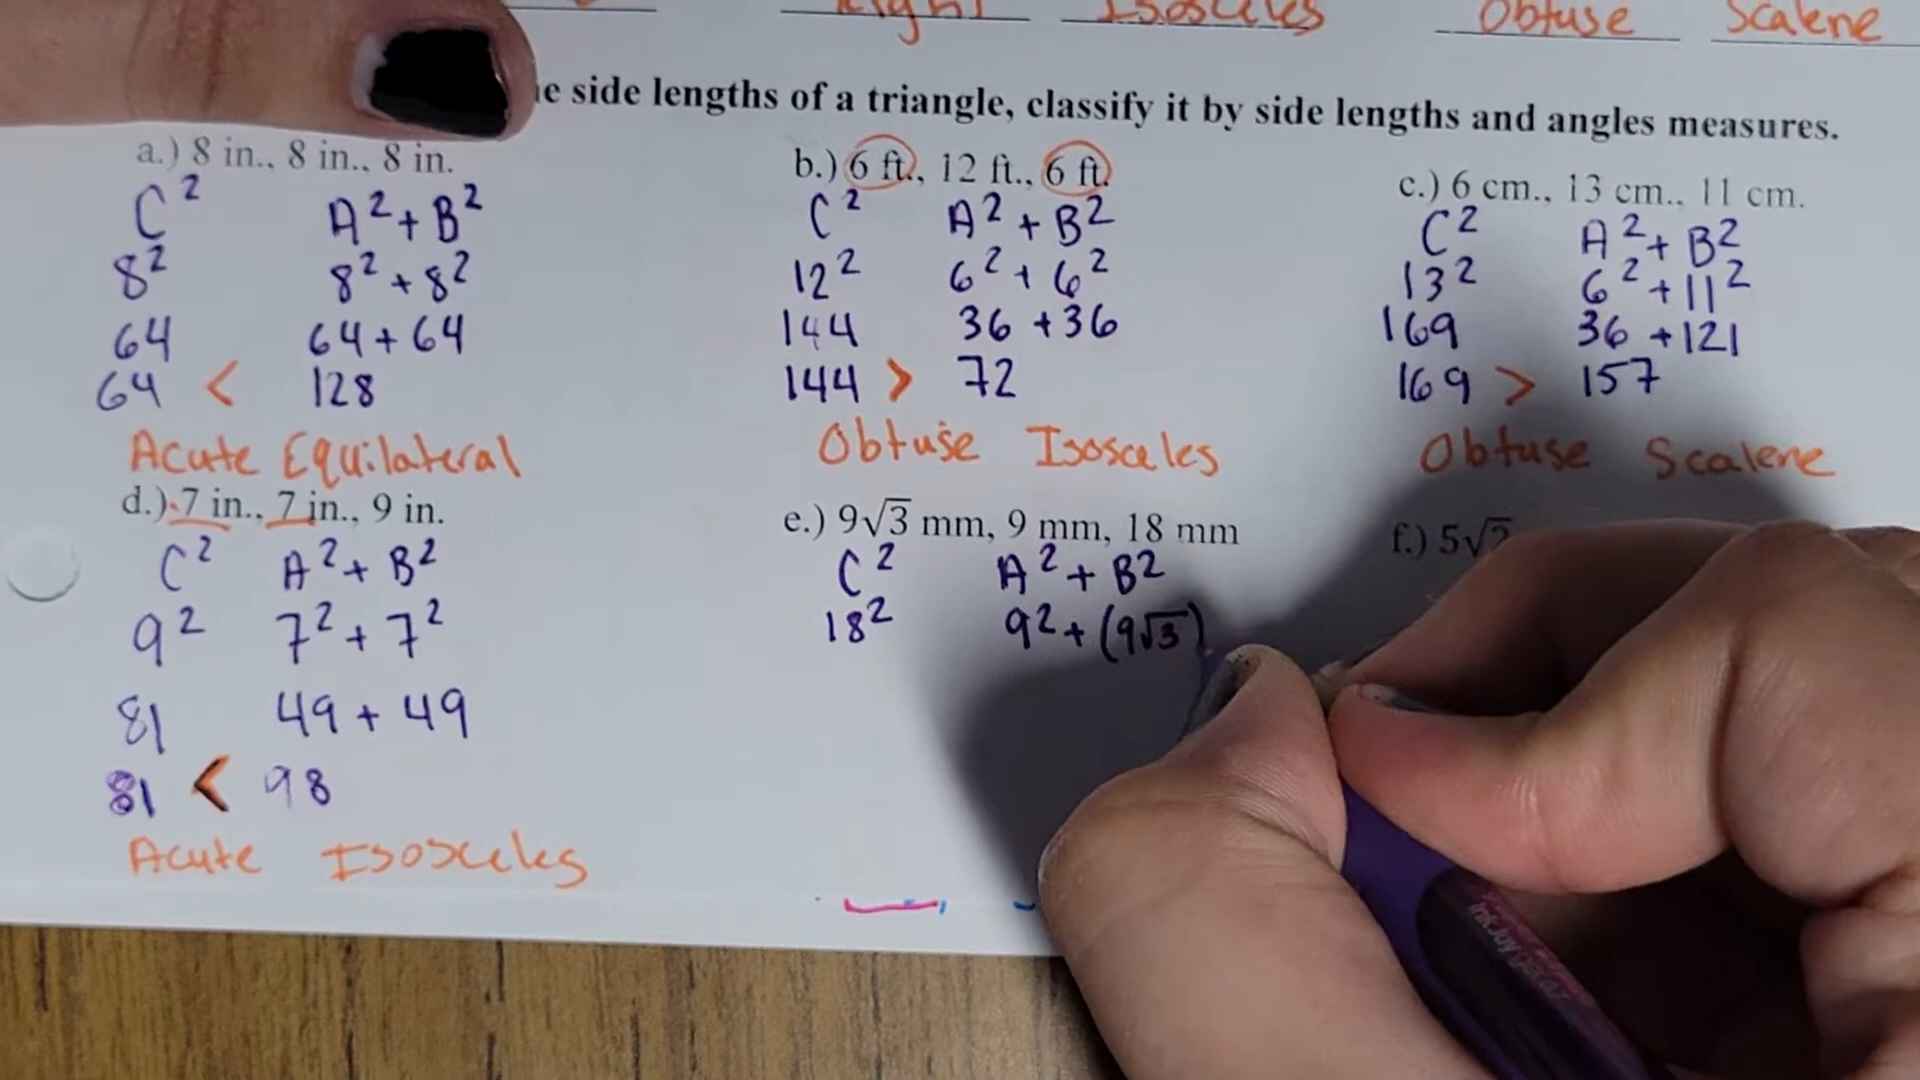 Right Isosceles Obtuse Scalene
e side lengths of a triangle, classify it by side lengths and angles measures.
a.) 8 in., 8 in., 8 in.
C² A² + B²
8² 8² + 8²
64 64 + 64
64 < 128
Acute Equilateral
b.) 6 ft., 12 ft., 6 ft.
C² A² + B²
12² 6² + 6²
144 36 + 36
144 > 72
Obtuse Isosceles
c.) 6 cm., 13 cm., 11 cm.
C² A² + B²
13² 6² + 11²
169 36 + 121
169 > 157
Obtuse Scalene
d.) 7 in., 7 in., 9 in.
C² A² + B²
9² 7² + 7²
81 49 + 49
81 < 98
Acute Isosceles
e.) 9√3 mm, 9 mm, 18 mm
C² A² + B²
18² 9² + (9√3)
f.) 5√2
InkJoy